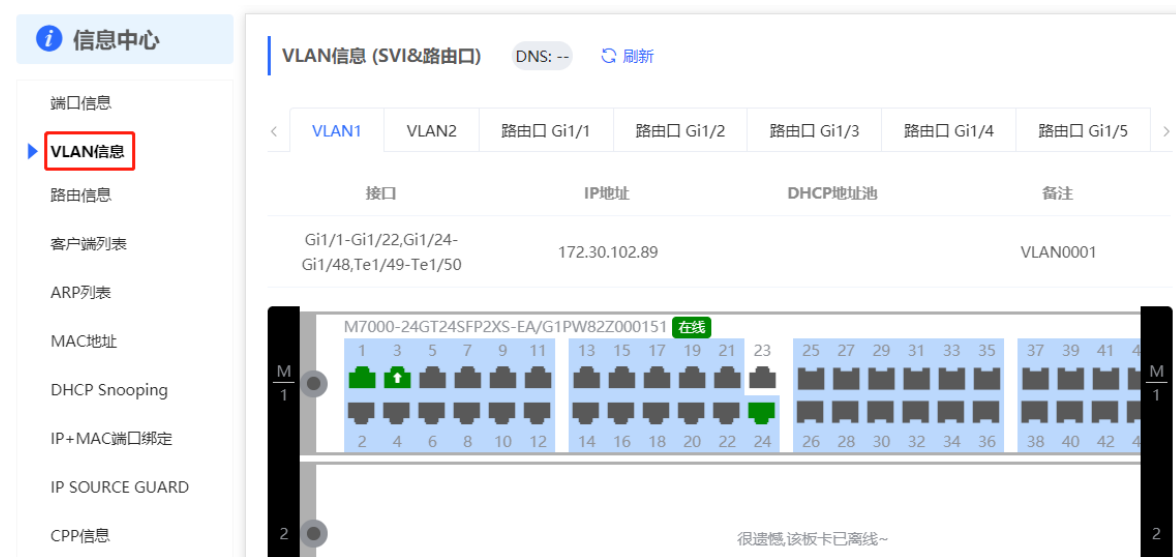 信息中心
端口信息
VLAN信息
路由信息
客户端列表
ARP列表
MAC地址
DHCP Snooping
IP+MAC端口绑定
IP SOURCE GUARD
CPP信息
VLAN信息 (SVI&路由口) DNS: -- 刷新
VLAN1 VLAN2 路由口 Gi1/1 路由口 Gi1/2 路由口 Gi1/3 路由口 Gi1/4 路由口 Gi1/5
接口 IP地址 DHCP地址池 备注
Gi1/1-Gi1/22,Gi1/24-
Gi1/48,Te1/49-Te1/50
172.30.102.89
VLAN0001
M7000-24GT24SFP2XS-EA/G1PW82Z000151 在线
1 3 5 7 9 11 13 15 17 19 21 23 25 27 29 31 33 35 37 39 41 4
M
1
M
1
2 4 6 8 10 12 14 16 18 20 22 24 26 28 30 32 34 36 38 40 42 4
2 很遗憾,该板卡已离线~ 2